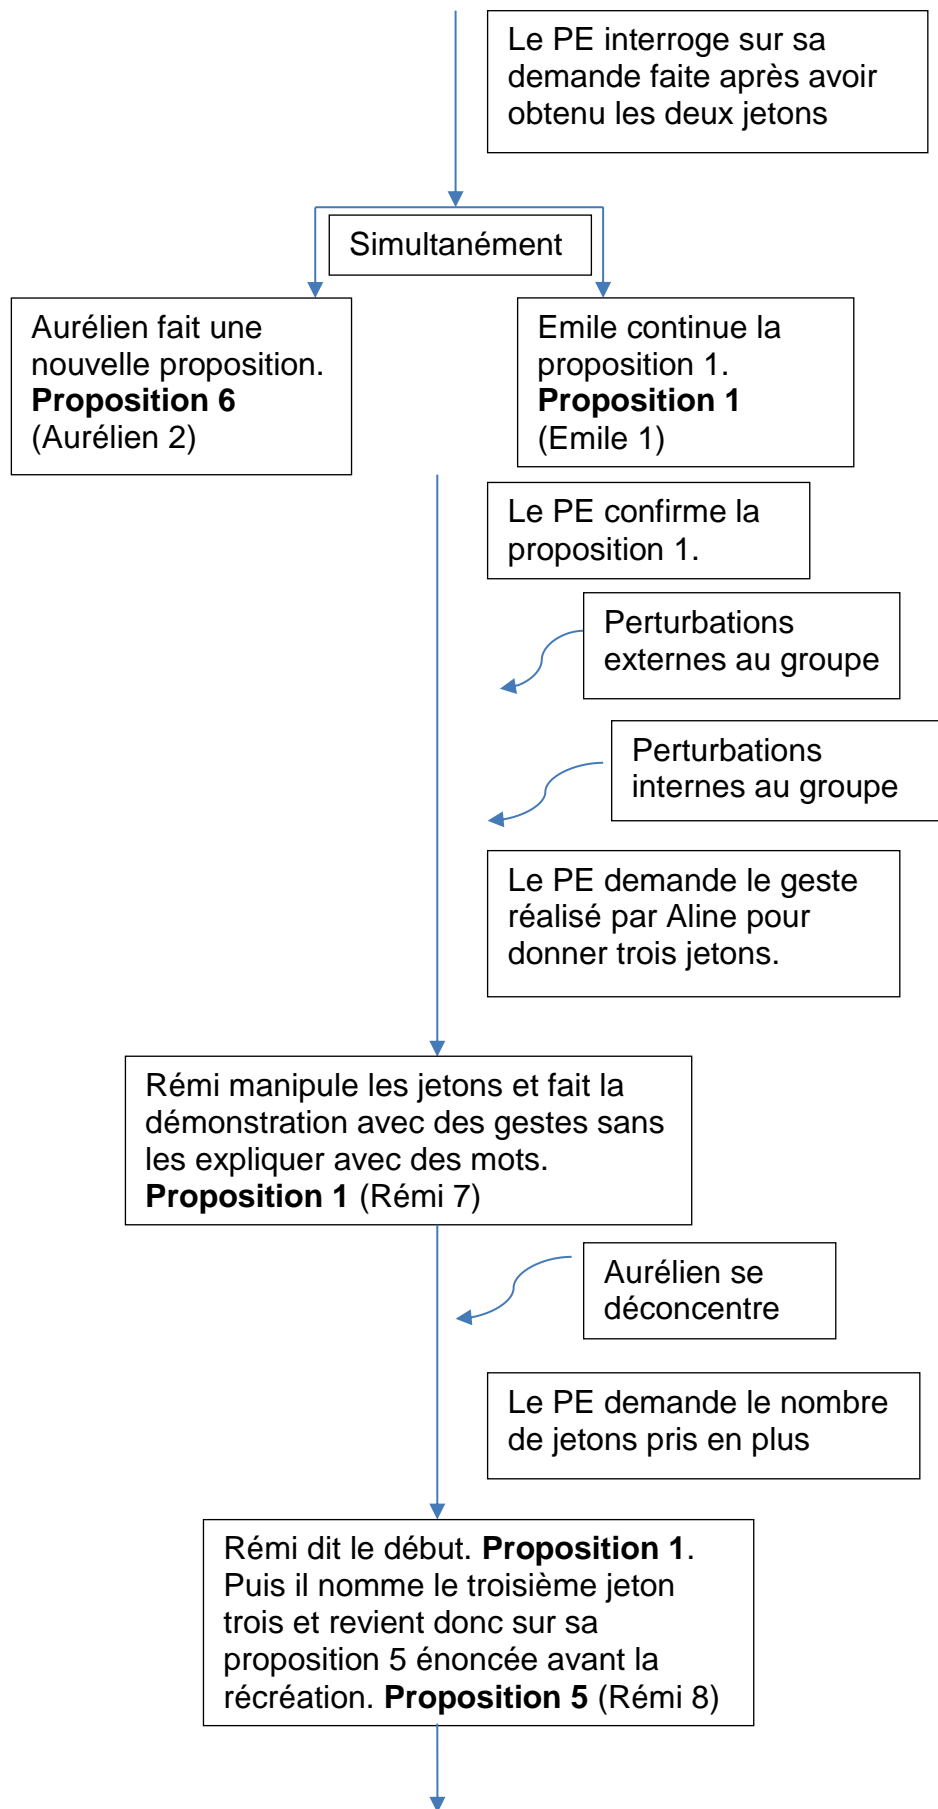 Le PE interroge sur sa
demande faite après avoir
obtenu les deux jetons
Simultanément
Aurélien fait une
nouvelle proposition.
Proposition 6
(Aurélien 2)
Emile continue la
proposition 1.
Proposition 1
(Emile 1)
Le PE confirme la
proposition 1.
Perturbations
externes au groupe
Perturbations
internes au groupe
Le PE demande le geste
réalisé par Aline pour
donner trois jetons.
Rémi manipule les jetons et fait la
démonstration avec des gestes sans
les expliquer avec des mots.
Proposition 1 (Rémi 7)
Aurélien se
déconcentre
Le PE demande le nombre
de jetons pris en plus
Rémi dit le début. Proposition 1.
Puis il nomme le troisième jeton
trois et revient donc sur sa
proposition 5 énoncée avant la
récréation. Proposition 5 (Rémi 8)